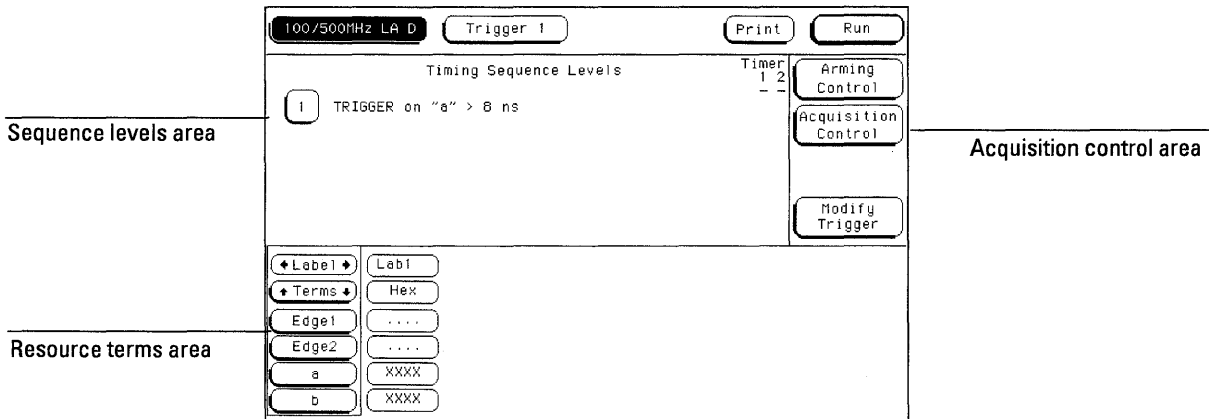 100/500MHz LA D Trigger 1 Print Run
Timing Sequence Levels Timer
1 2
— —
1 TRIGGER on "a" > 8 ns
Arming
Control
Acquisition
Control
Modify
Trigger
Sequence levels area
Acquisition control area
←Label→ Lab1
↑Terms↓ Hex
Edge1 ....
Edge2 ....
a XXXX
b XXXX
Resource terms area